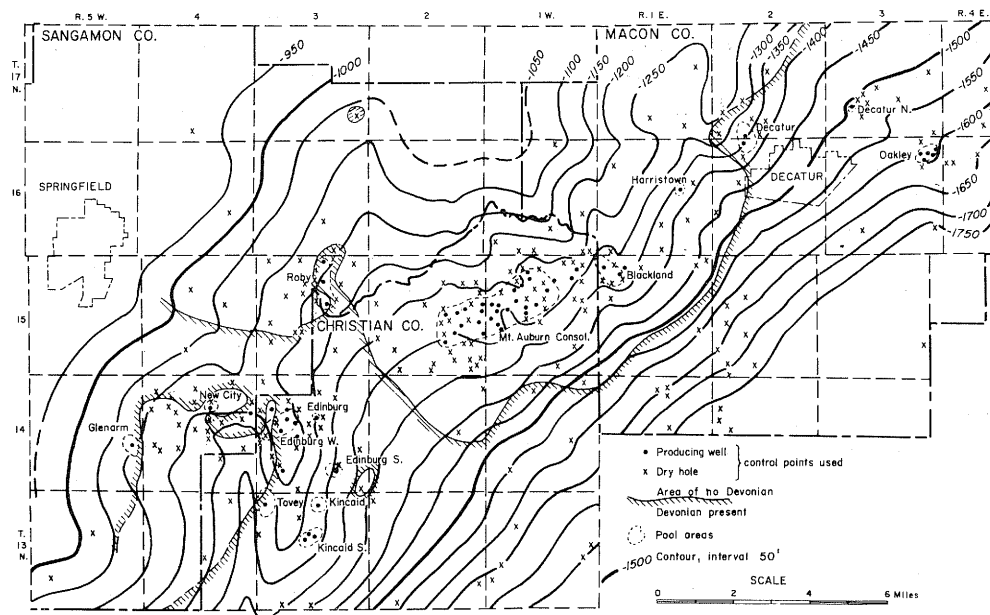 R. 5 W.
4
3
2
1 W.
R. 1 E.
2
3
R. 4 E.
SANGAMON CO.
MACON CO.
T.
17
N.
16
15
14
T.
13
N.
-950
-1000
-1050
-1100
-1150
-1200
-1250
-1300
-1350
-1400
-1450
-1500
-1550
-1600
-1650
-1700
-1750
Decatur N.
Decatur
Oakley
DECATUR
Harristown
SPRINGFIELD
Roby
Blackland
CHRISTIAN CO.
Mt. Auburn Consol.
New City
Edinburg
Glenarm
Edinburg W.
Edinburg S.
Tovey
Kincaid
Kincaid S.
Producing well
x Dry hole
control points used
Area of no Devonian
Devonian present
Pool areas
-1500
Contour, interval 50'
SCALE
0 2 4 6 Miles